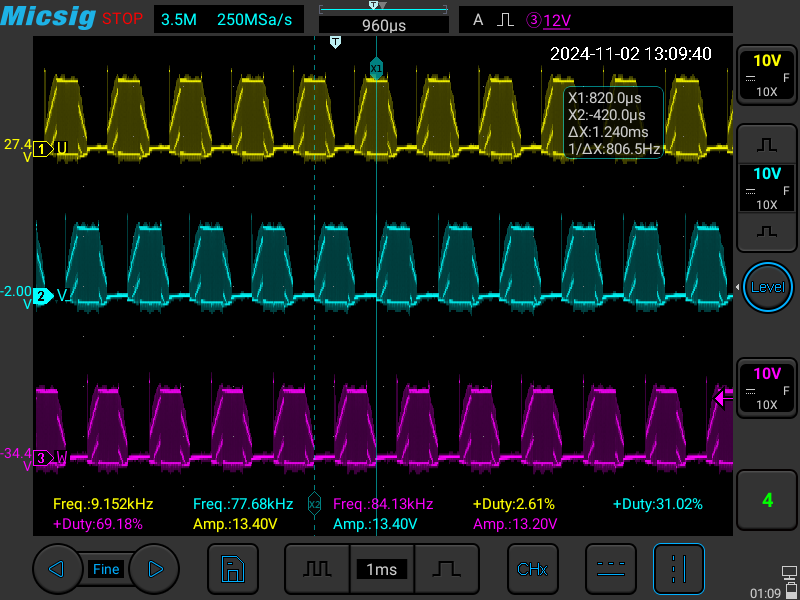 Micsig STOP 3.5M 250MSa/s 960µs A ③ 12V
T
T
2024-11-02 13:09:40
X1
X1:820.0µs
X2:-420.0µs
ΔX:1.240ms
1/ΔX:806.5Hz
27.4 V 1 U
-2.00 V 2 V
-34.4 V 3 W
10V
F
10X
10V
F
10X
Level
10V
F
10X
4
Freq.:9.152kHz Freq.:77.68kHz X2 Freq.:84.13kHz +Duty:2.61% +Duty:31.02%
+Duty:69.18% Amp.:13.40V Amp.:13.40V Amp.:13.20V
Fine 1ms CHx
01:09